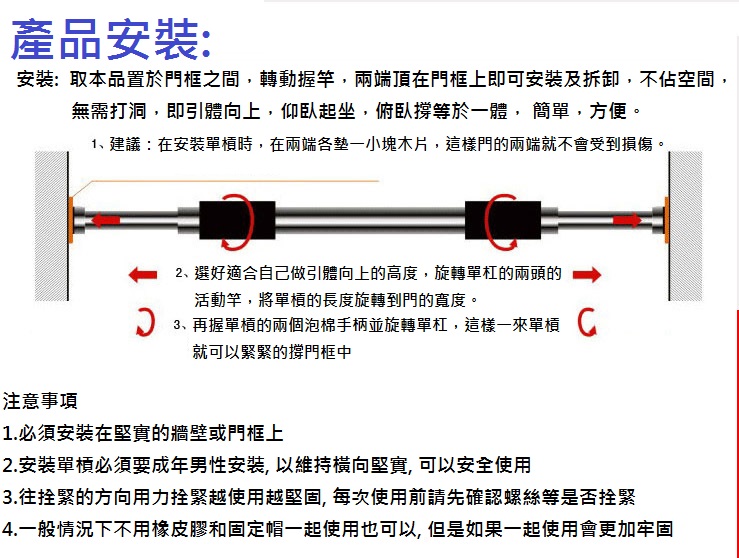 產品安裝:
安裝: 取本品置於門框之間，轉動握竿，兩端頂在門框上即可安裝及拆卸，不佔空間，
無需打洞，即引體向上，仰臥起坐，俯臥撐等於一體， 簡單，方便。
1、建議：在安裝單槓時，在兩端各墊一小塊木片，這樣門的兩端就不會受到損傷。
2、選好適合自己做引體向上的高度，旋轉單杠的兩頭的
活動竿，將單槓的長度旋轉到門的寬度。
3、再握單槓的兩個泡棉手柄並旋轉單杠，這樣一來單槓
就可以緊緊的撐門框中
注意事項
1.必須安裝在堅實的牆壁或門框上
2.安裝單槓必須要成年男性安裝, 以維持橫向堅實, 可以安全使用
3.往拴緊的方向用力拴緊越使用越堅固, 每次使用前請先確認螺絲等是否拴緊
4.一般情況下不用橡皮膠和固定帽一起使用也可以, 但是如果一起使用會更加牢固